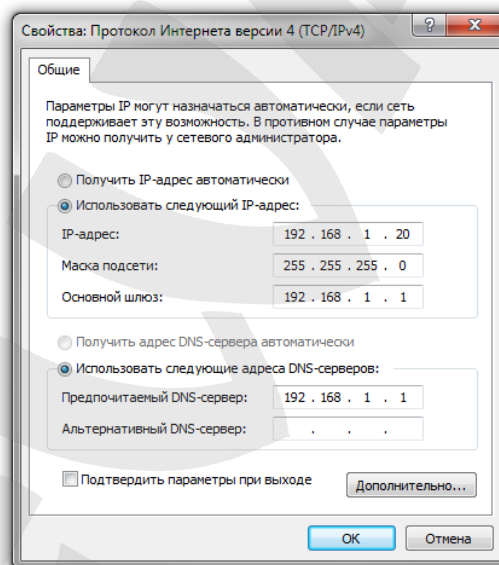 Свойства: Протокол Интернета версии 4 (TCP/IPv4)
Общие
Параметры IP могут назначаться автоматически, если сеть
поддерживает эту возможность. В противном случае параметры
IP можно получить у сетевого администратора.
Получить IP-адрес автоматически
Использовать следующий IP-адрес:
IP-адрес: 192 . 168 . 1 . 20
Маска подсети: 255 . 255 . 255 . 0
Основной шлюз: 192 . 168 . 1 . 1
Получить адрес DNS-сервера автоматически
Использовать следующие адреса DNS-серверов:
Предпочитаемый DNS-сервер: 192 . 168 . 1 . 1
Альтернативный DNS-сервер: . . .
Подтвердить параметры при выходе
Дополнительно...
ОК Отмена